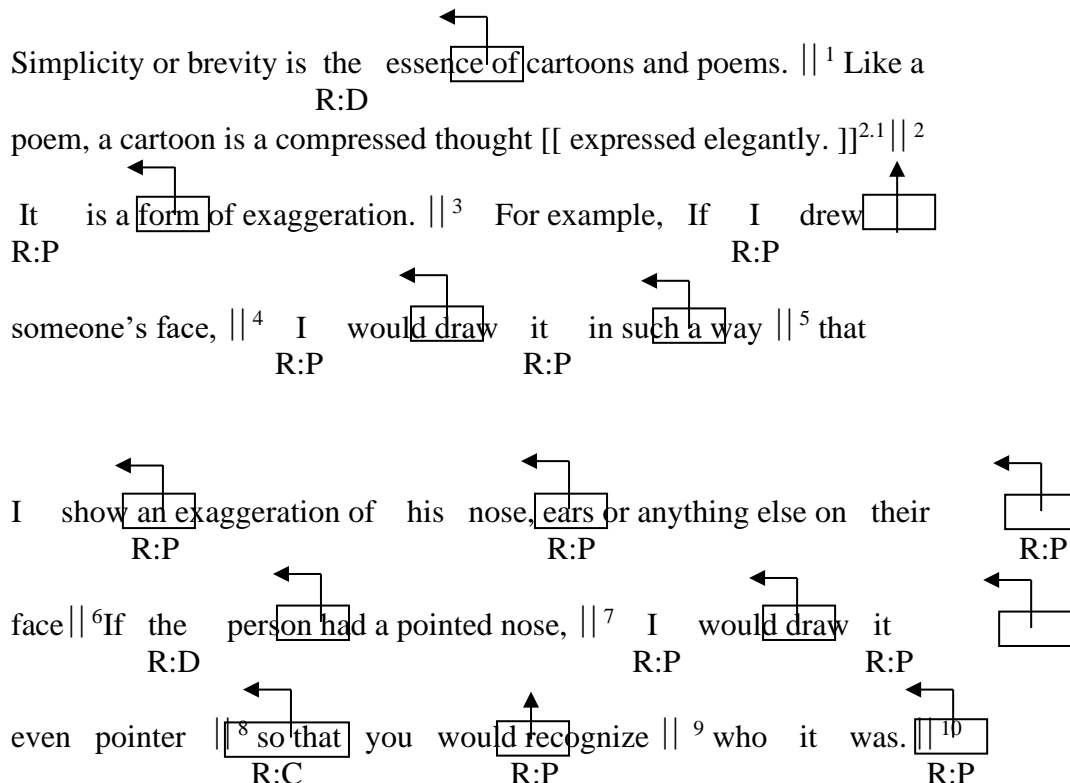 Simplicity or brevity is the essence of cartoons and poems. || 1 Like a
R:D
poem, a cartoon is a compressed thought [[ expressed elegantly. ]]2.1 || 2
It is a form of exaggeration. || 3 For example, If I drew
R:P R:P
someone’s face, || 4 I would draw it in such a way || 5 that
R:P R:P
I show an exaggeration of his nose, ears or anything else on their
R:P R:P R:P
face || 6 If the person had a pointed nose, || 7 I would draw it
R:D R:P R:P
even pointer || 8 so that you would recognize || 9 who it was. || 10
R:C R:P R:P